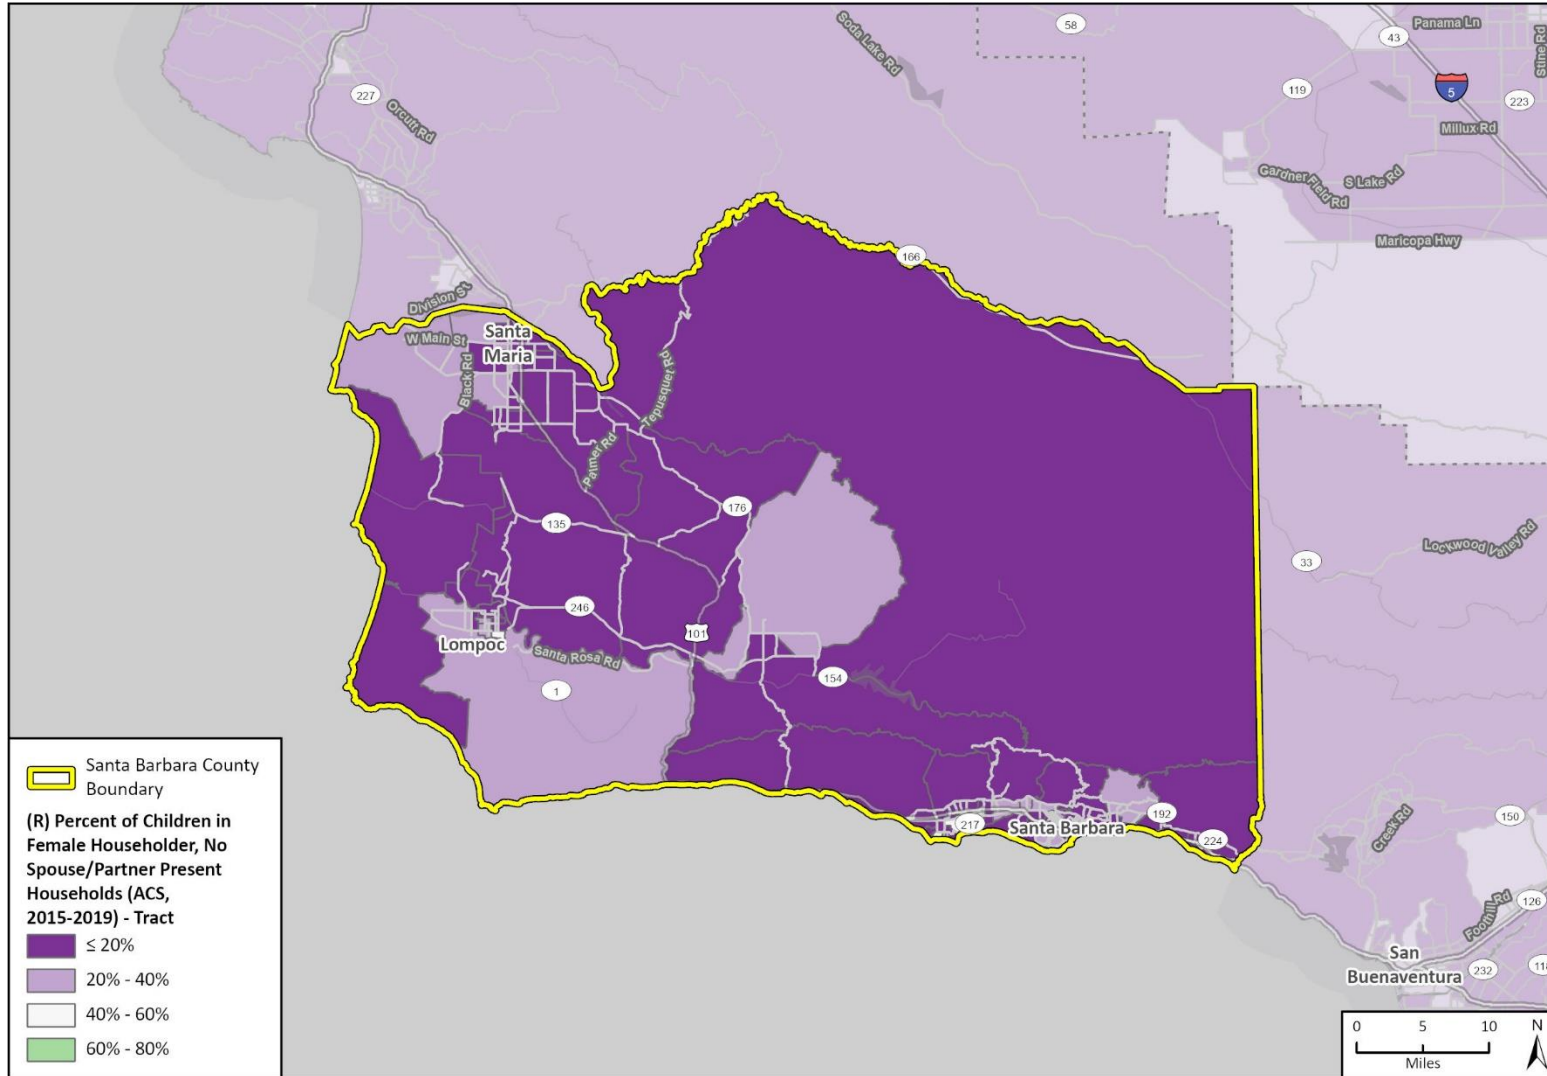 58
Soda Lake Rd
43
Panama Ln
Stine Rd
227
Orcutt Rd
119
5
223
Millux Rd
Gardner Field Rd
S Lake Rd
Maricopa Hwy
166
Division St
W Main St
Santa
Maria
Black Rd
Tepusquet Rd
Palmer Rd
176
135
33
Lockwood Valley Rd
246
101
Lompoc
Santa Rosa Rd
1
154
217
Santa Barbara
192
224
150
Creek Rd
Foothill Rd
126
San
Buenaventura
232
118
Santa Barbara County
Boundary
(R) Percent of Children in
Female Householder, No
Spouse/Partner Present
Households (ACS,
2015-2019) - Tract
≤ 20%
20% - 40%
40% - 60%
60% - 80%
0 5 10
Miles
N